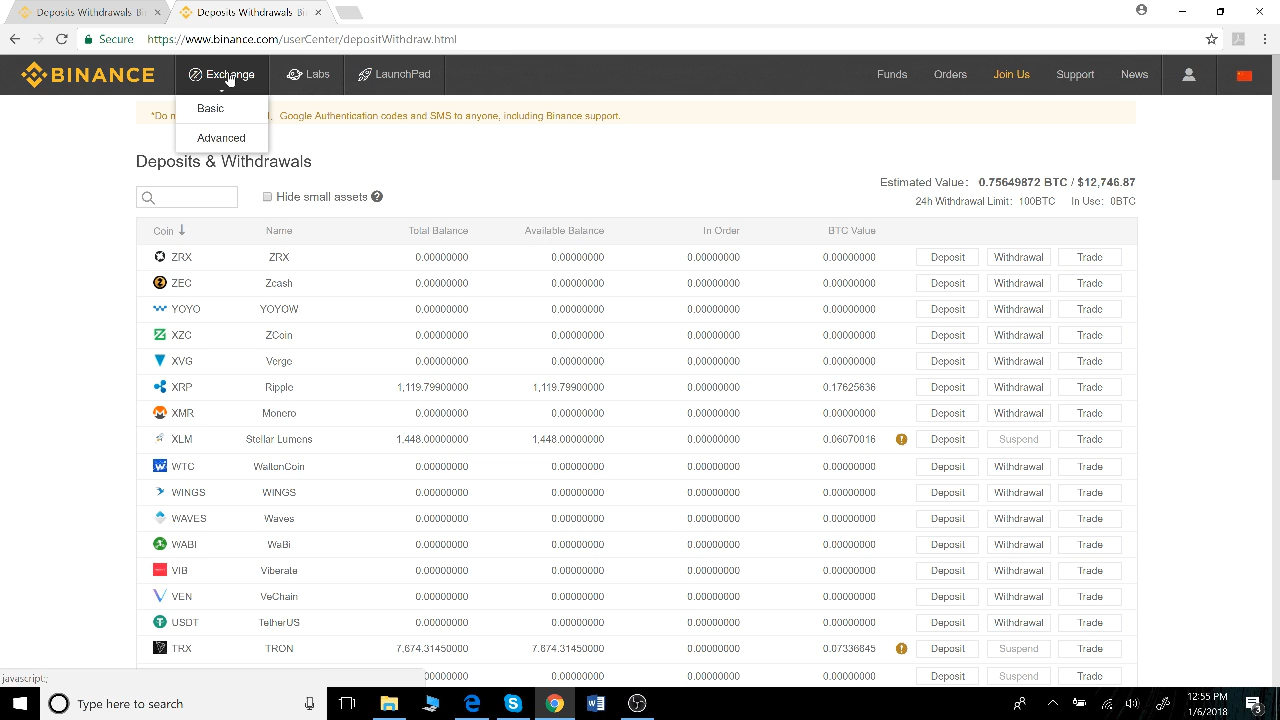 Deposits Withdrawals Bi
Deposits Withdrawals Bi
Secure https://www.binance.com/userCenter/depositWithdraw.html
BINANCE Exchange Labs LaunchPad Funds Orders Join Us Support News
Basic
Advanced
*Do n Google Authentication codes and SMS to anyone, including Binance support.
Deposits & Withdrawals
Estimated Value: 0.75649872 BTC / $12,746.87
Hide small assets ?
24h Withdrawal Limit: 100BTC In Use: 0BTC
Coin Name Total Balance Available Balance In Order BTC Value
ZRX ZRX 0.00000000 0.00000000 0.00000000 0.00000000 Deposit Withdrawal Trade
ZEC Zcash 0.00000000 0.00000000 0.00000000 0.00000000 Deposit Withdrawal Trade
YOYO YOYOW 0.00000000 0.00000000 0.00000000 0.00000000 Deposit Withdrawal Trade
XZC ZCoin 0.00000000 0.00000000 0.00000000 0.00000000 Deposit Withdrawal Trade
XVG Verge 0.00000000 0.00000000 0.00000000 0.00000000 Deposit Withdrawal Trade
XRP Ripple 1,119.79900000 1,119.79900000 0.00000000 0.17625636 Deposit Withdrawal Trade
XMR Monero 0.00000000 0.00000000 0.00000000 0.00000000 Deposit Withdrawal Trade
XLM Stellar Lumens 1,448.00000000 1,448.00000000 0.00000000 0.06070016 Deposit Suspend Trade
WTC WaltonCoin 0.00000000 0.00000000 0.00000000 0.00000000 Deposit Withdrawal Trade
WINGS WINGS 0.00000000 0.00000000 0.00000000 0.00000000 Deposit Withdrawal Trade
WAVES Waves 0.00000000 0.00000000 0.00000000 0.00000000 Deposit Withdrawal Trade
WABI WaBi 0.00000000 0.00000000 0.00000000 0.00000000 Deposit Withdrawal Trade
VIB Viberate 0.00000000 0.00000000 0.00000000 0.00000000 Deposit Withdrawal Trade
VEN VeChain 0.00000000 0.00000000 0.00000000 0.00000000 Deposit Withdrawal Trade
USDT TetherUS 0.00000000 0.00000000 0.00000000 0.00000000 Deposit Withdrawal Trade
TRX TRON 7,674.31450000 7,674.31450000 0.00000000 0.07336645 Deposit Suspend Trade
00000000 0.00000000 0.00000000 0.00000000 Deposit Suspend Trade
javascript:;
Type here to search
12:55 PM
1/6/2018
3